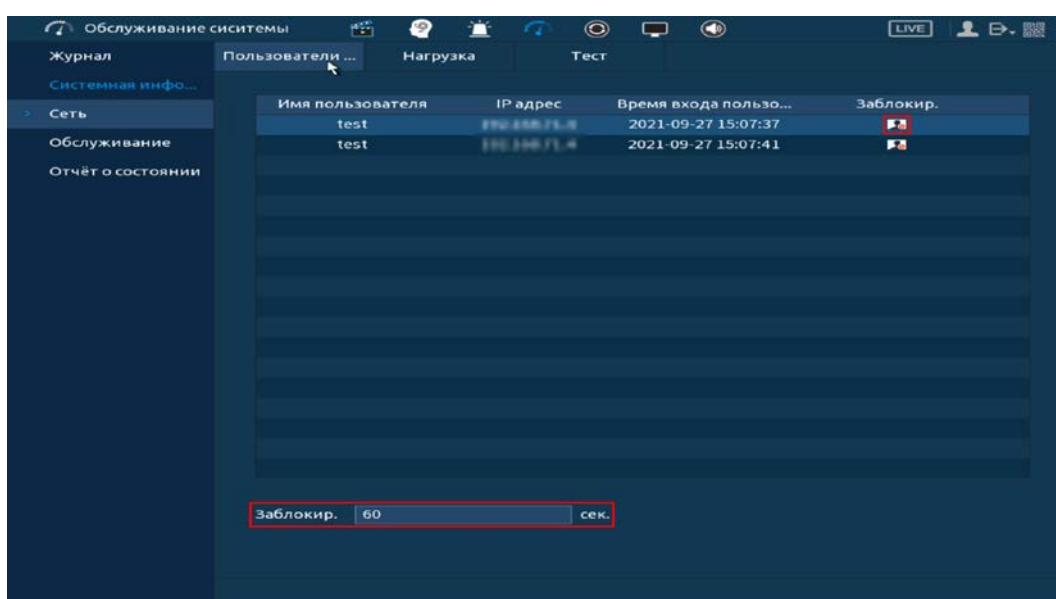 Обслуживание сиситемы
LIVE
Журнал
Пользователи ...
Нагрузка
Тест
Системная инфо...
Сеть
Обслуживание
Отчёт о состоянии
Имя пользователя IP адрес Время входа пользо... Заблокир.
test 2021-09-27 15:07:37
test 2021-09-27 15:07:41
Заблокир. 60 сек.